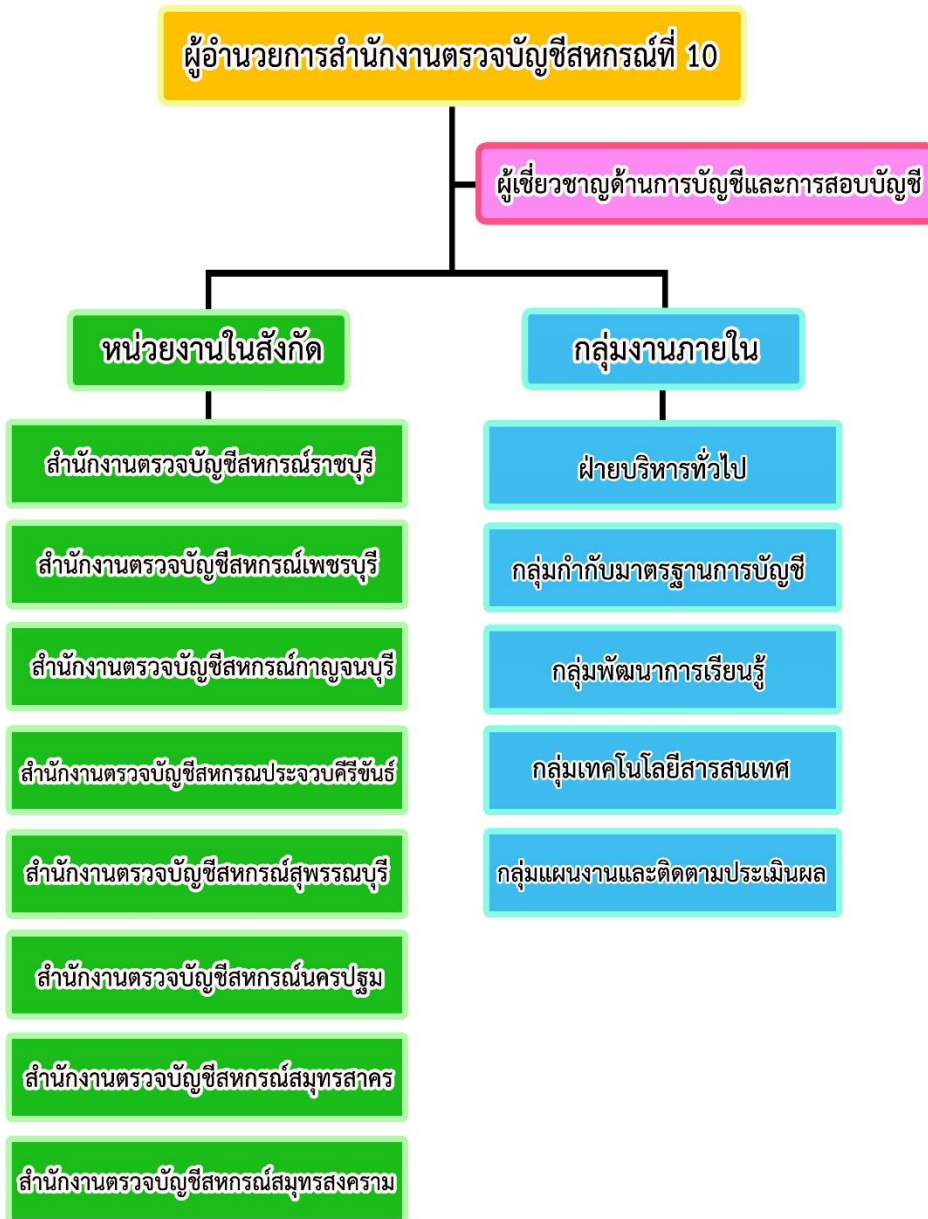 ผู้อำนวยการสำนักงานตรวจบัญชีสหกรณ์ที่ 10
ผู้เชี่ยวชาญด้านการบัญชีและการสอบบัญชี
หน่วยงานในสังกัด
สำนักงานตรวจบัญชีสหกรณ์ราชบุรี
สำนักงานตรวจบัญชีสหกรณ์เพชรบุรี
สำนักงานตรวจบัญชีสหกรณ์กาญจนบุรี
สำนักงานตรวจบัญชีสหกรณประจวบคีรีขันธ์
สำนักงานตรวจบัญชีสหกรณ์สุพรรณบุรี
สำนักงานตรวจบัญชีสหกรณ์นครปฐม
สำนักงานตรวจบัญชีสหกรณ์สมุทรสาคร
สำนักงานตรวจบัญชีสหกรณ์สมุทรสงคราม
กลุ่มงานภายใน
ฝ่ายบริหารทั่วไป
กลุ่มกำกับมาตรฐานการบัญชี
กลุ่มพัฒนาการเรียนรู้
กลุ่มเทคโนโลยีสารสนเทศ
กลุ่มแผนงานและติดตามประเมินผล